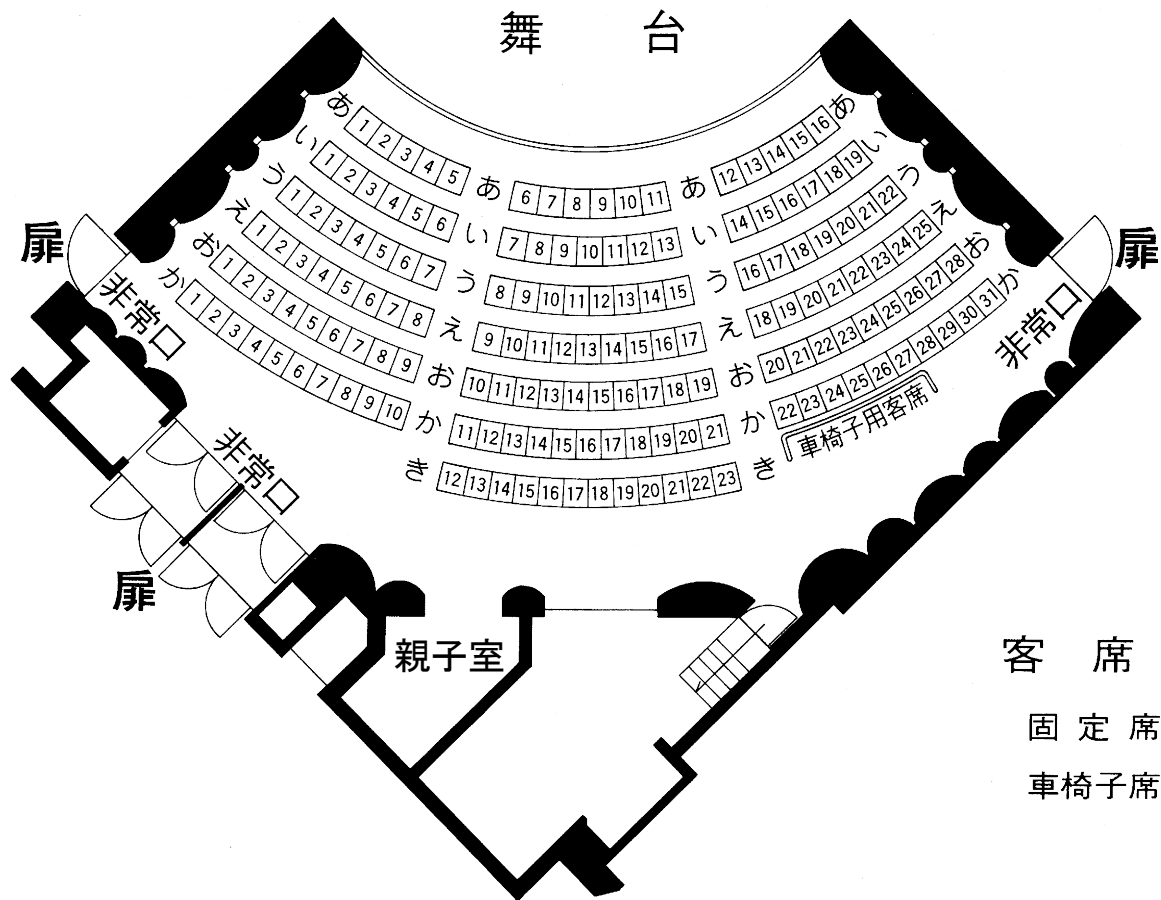 舞 台
あ 1 2 3 4 5 あ 6 7 8 9 10 11 あ 12 13 14 15 16 あ
い 1 2 3 4 5 6 い 7 8 9 10 11 12 13 い 14 15 16 17 18 19 い
う 1 2 3 4 5 6 7 う 8 9 10 11 12 13 14 15 う 16 17 18 19 20 21 22 う
え 1 2 3 4 5 6 7 8 え 9 10 11 12 13 14 15 16 17 え 18 19 20 21 22 23 24 25 え
お 1 2 3 4 5 6 7 8 9 お 10 11 12 13 14 15 16 17 18 19 お 20 21 22 23 24 25 26 27 28 お
か 1 2 3 4 5 6 7 8 9 10 か 11 12 13 14 15 16 17 18 19 20 21 か 22 23 24 25 26 27 28 29 30 31 か
き 12 13 14 15 16 17 18 19 20 21 22 23 き
車椅子用客席
扉
非常口
扉
非常口
非常口
扉
親子室
客 席
固 定 席
車椅子席